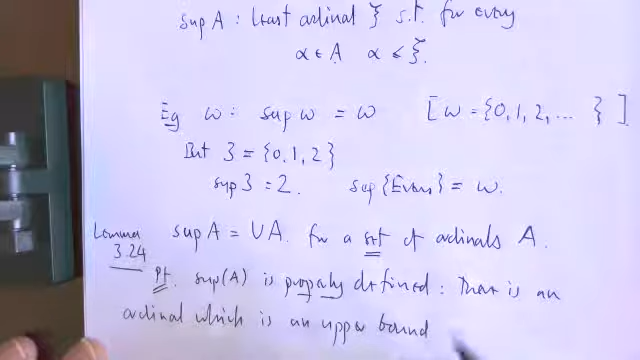 sup A : Least ordinal ξ s.t. for every
α ∈ A α ≤ ξ.
Eg ω : sup ω = ω [ω = {0, 1, 2, ... }]
But 3 = {0, 1, 2}
sup 3 = 2. sup{Evens} = ω.
Lemma 3.24 sup A = ∪A. for a set of ordinals A.
Pf. sup(A) is properly defined : There is an
ordinal which is an upper bound